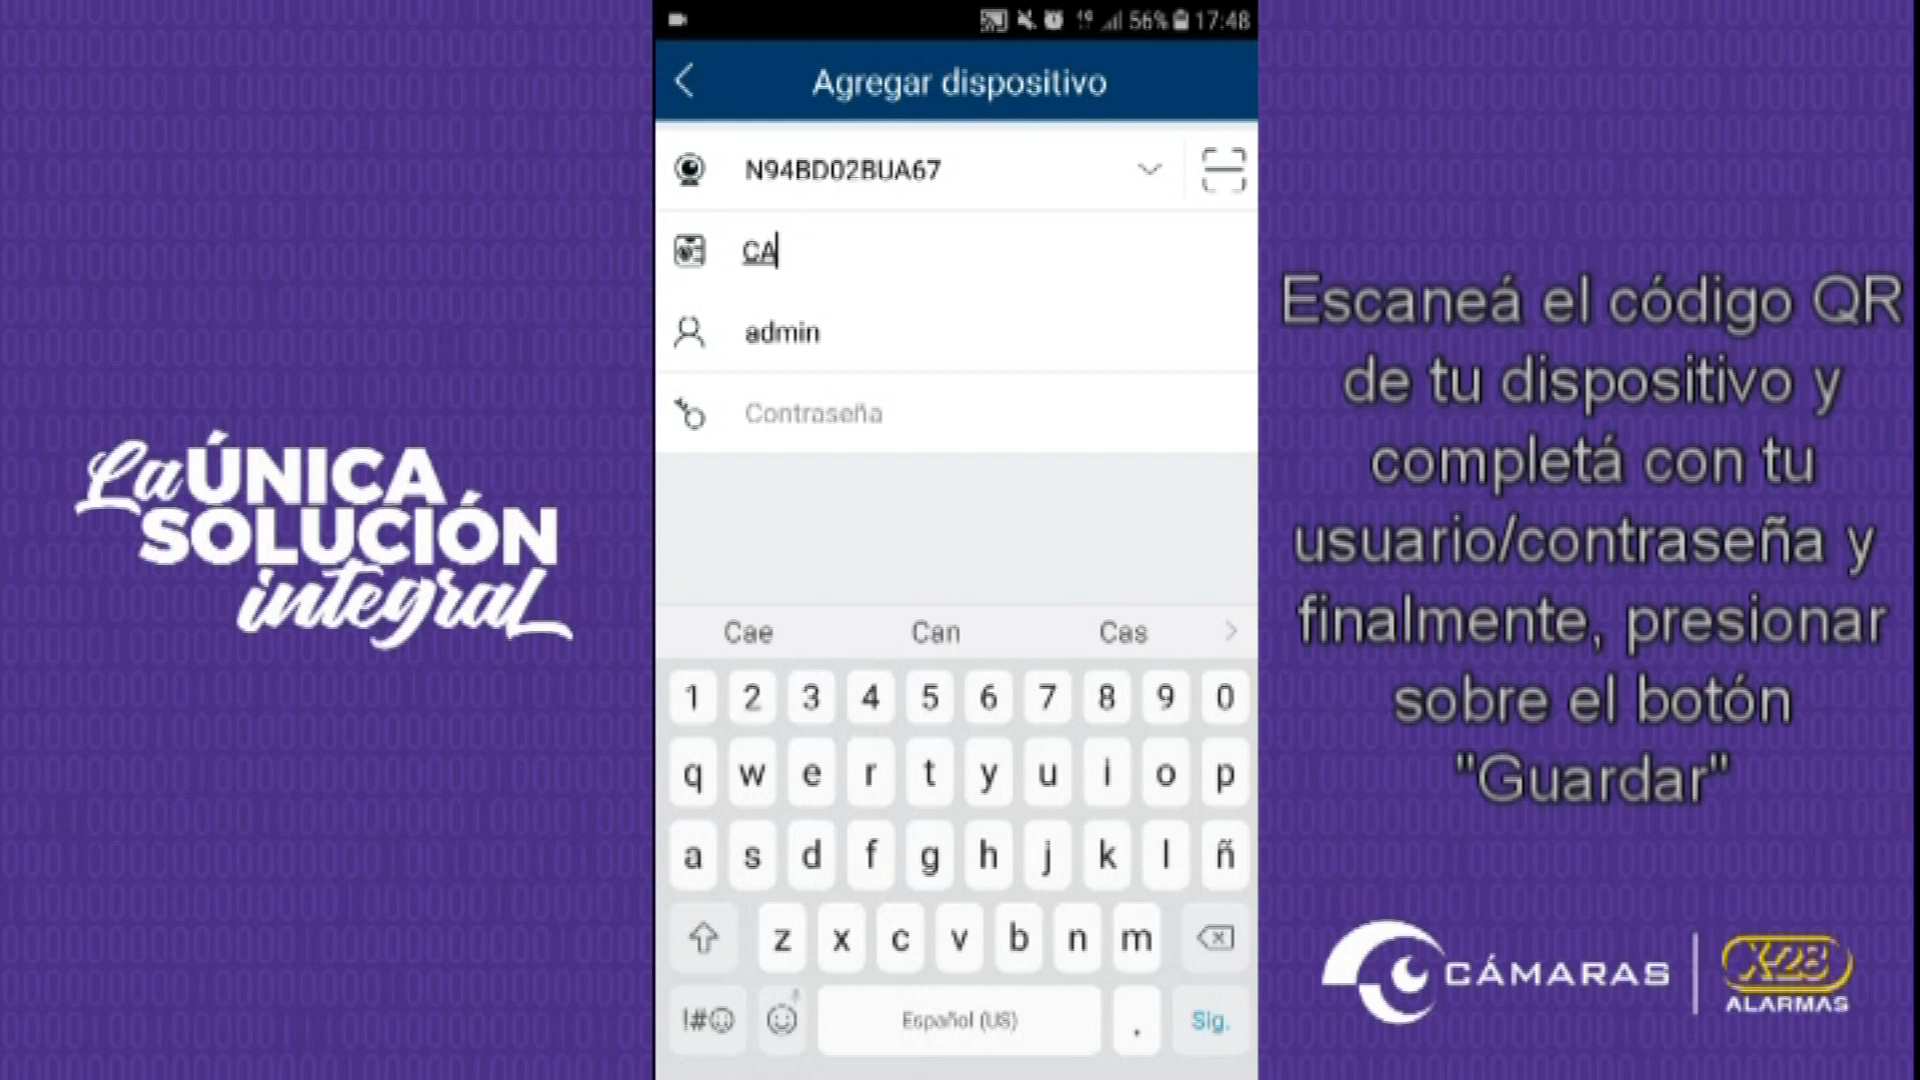 La ÚNICA
SOLUCIÓN
integral
56% 17:48
Agregar dispositivo
N94BD02BUA67
CA
admin
Contraseña
Cae Can Cas
1 2 3 4 5 6 7 8 9 0
q w e r t y u i o p
a s d f g h j k l ñ
z x c v b n m
!#☺ Español (US) . Sig.
Escaneá el código QR
de tu dispositivo y
completá con tu
usuario/contraseña y
finalmente, presionar
sobre el botón
"Guardar"
CÁMARAS
X-28
ALARMAS